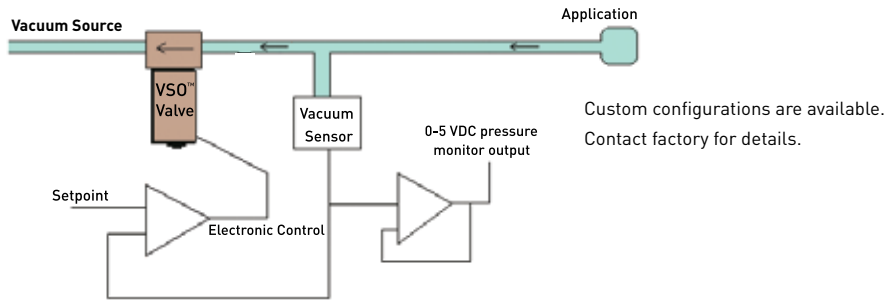 Application
Vacuum Source
VSO™
Valve
Vacuum
Sensor
Custom configurations are available.
Contact factory for details.
0-5 VDC pressure
monitor output
Setpoint
Electronic Control